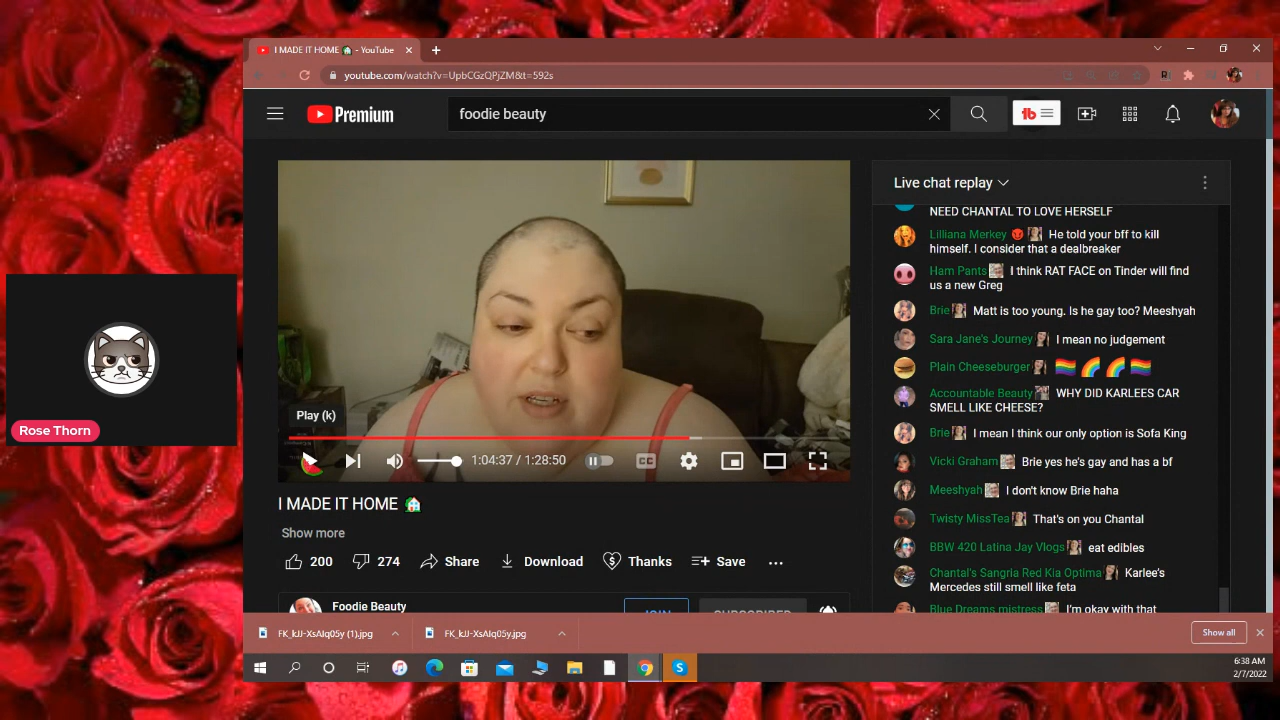 I MADE IT HOME 🏠 - YouTube
youtube.com/watch?v=UpbCGzQPjZM&t=592s
Premium
foodie beauty
tb
Live chat replay
NEED CHANTAL TO LOVE HERSELF
Lilliana Merkey He told your bff to kill
himself. I consider that a dealbreaker
Ham Pants I think RAT FACE on Tinder will find
us a new Greg
Brie Matt is too young. Is he gay too? Meeshyah
Sara Jane's Journey I mean no judgement
Plain Cheeseburger 🏳️‍🌈🌈🌈🏳️‍🌈
Accountable Beauty WHY DID KARLEES CAR
SMELL LIKE CHEESE?
Brie I mean I think our only option is Sofa King
Vicki Graham Brie yes he's gay and has a bf
Meeshyah I don't know Brie haha
Twisty MissTea That's on you Chantal
BBW 420 Latina Jay Vlogs eat edibles
Chantal's Sangria Red Kia Optima Karlee's
Mercedes still smell like feta
Blue Dreams mistress I'm okay with that
Play (k)
1:04:37 / 1:28:50
CC
I MADE IT HOME 🏠
Show more
200 274 Share Download Thanks Save
Foodie Beauty
JOIN SUBSCRIBED
Rose Thorn
FK_kJJ-XsAIq05y (1).jpg
FK_kJJ-XsAIq05y.jpg
Show all
6:38 AM
2/7/2022